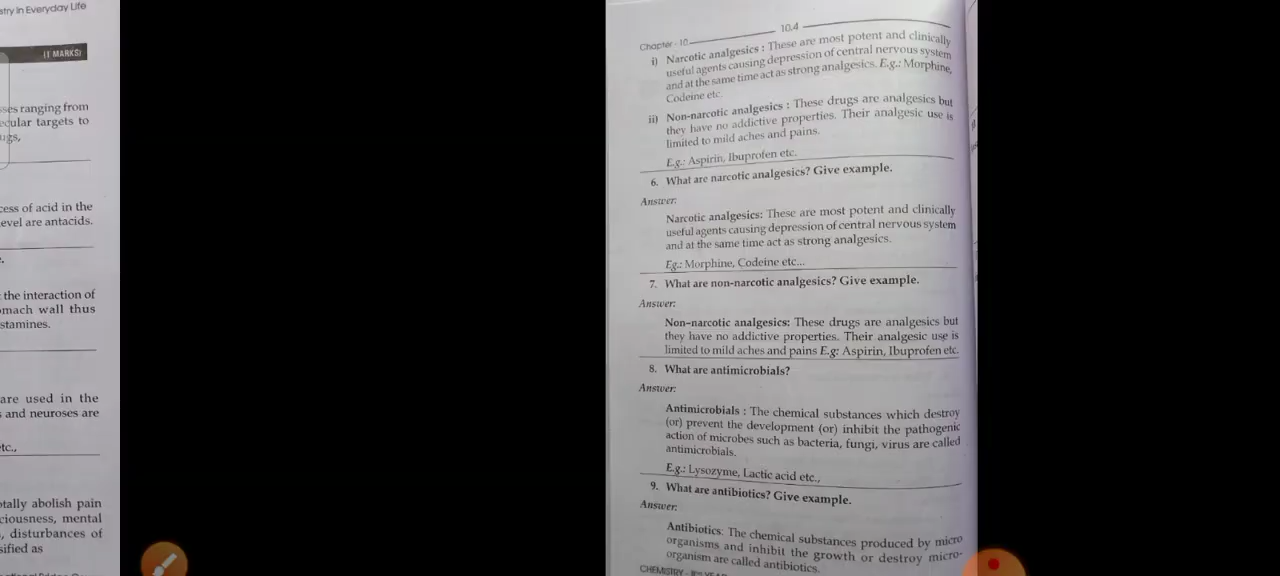 stry in Everyday Life
(1 MARKS)
sses ranging from
ecular targets to
ugs,
cess of acid in the
evel are antacids.
the interaction of
mach wall thus
stamines.
are used in the
s and neuroses are
etc.,
otally abolish pain
ciousness, mental
, disturbances of
sified as
Chapter - 10
10.4
i) Narcotic analgesics : These are most potent and clinically
useful agents causing depression of central nervous system
and at the same time act as strong analgesics. E.g.: Morphine,
Codeine etc.
ii) Non-narcotic analgesics : These drugs are analgesics but
they have no addictive properties. Their analgesic use is
limited to mild aches and pains.
E.g.: Aspirin, Ibuprofen etc.
6. What are narcotic analgesics? Give example.
Answer:
Narcotic analgesics: These are most potent and clinically
useful agents causing depression of central nervous system
and at the same time act as strong analgesics.
Eg.: Morphine, Codeine etc...
7. What are non-narcotic analgesics? Give example.
Answer:
Non–narcotic analgesics: These drugs are analgesics but
they have no addictive properties. Their analgesic use is
limited to mild aches and pains E.g: Aspirin, Ibuprofen etc.
8. What are antimicrobials?
Answer:
Antimicrobials : The chemical substances which destroy
(or) prevent the development (or) inhibit the pathogenic
action of microbes such as bacteria, fungi, virus are called
antimicrobials.
E.g.: Lysozyme, Lactic acid etc.,
9. What are antibiotics? Give example.
Answer:
Antibiotics: The chemical substances produced by micro
organisms and inhibit the growth or destroy micro-
organism are called antibiotics.
CHEMISTRY -